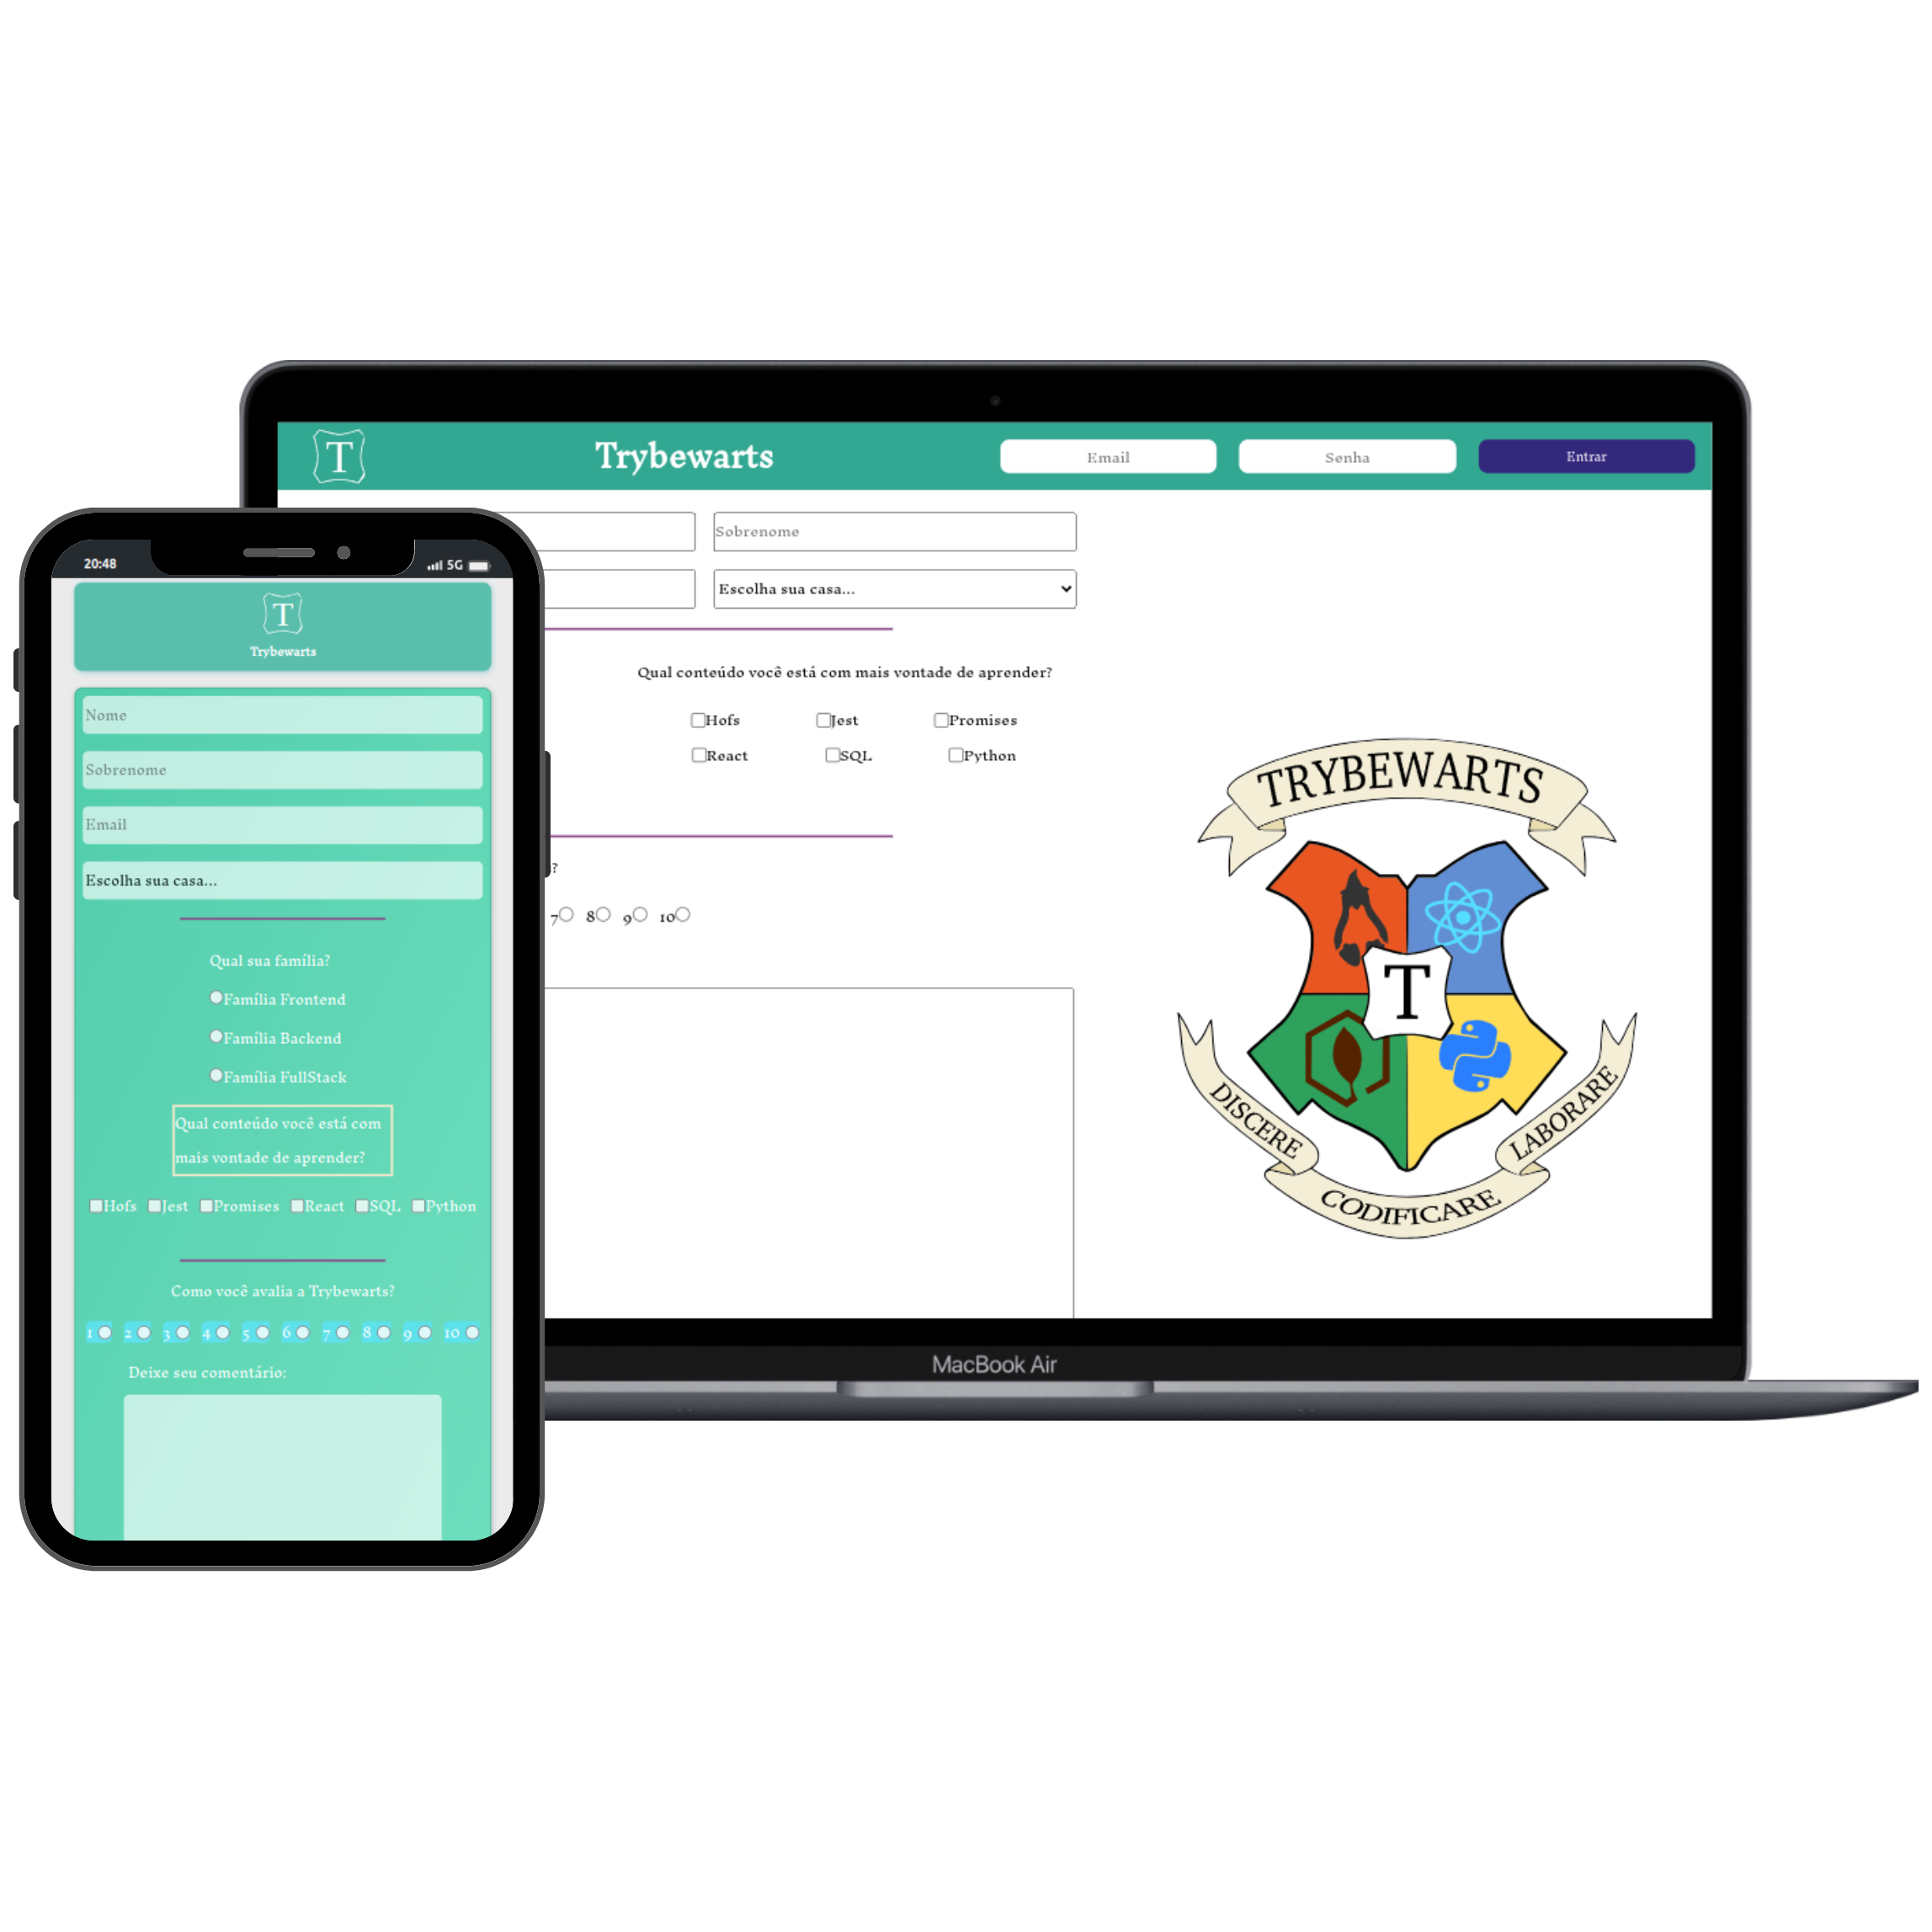 T
Trybewarts
Email
Senha
Entrar
Sobrenome
Escolha sua casa...
Qual conteúdo você está com mais vontade de aprender?
Hofs Jest Promises
React SQL Python
?
7 8 9 10
TRYBEWARTS
T
DISCERE
CODIFICARE
LABORARE
MacBook Air
20:48
5G
T
Trybewarts
Nome
Sobrenome
Email
Escolha sua casa...
Qual sua família?
Família Frontend
Família Backend
Família FullStack
Qual conteúdo você está com
mais vontade de aprender?
Hofs Jest Promises React SQL Python
Como você avalia a Trybewarts?
1 2 3 4 5 6 7 8 9 10
Deixe seu comentário: